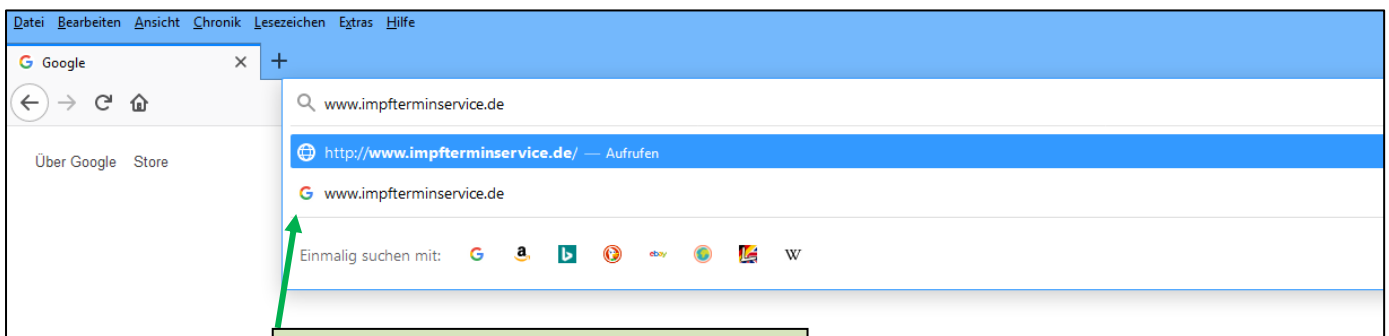 Datei Bearbeiten Ansicht Chronik Lesezeichen Extras Hilfe
Google
www.impfterminservice.de
http://www.impfterminservice.de/ — Aufrufen
Über Google Store
www.impfterminservice.de
Einmalig suchen mit: G a b ebay W